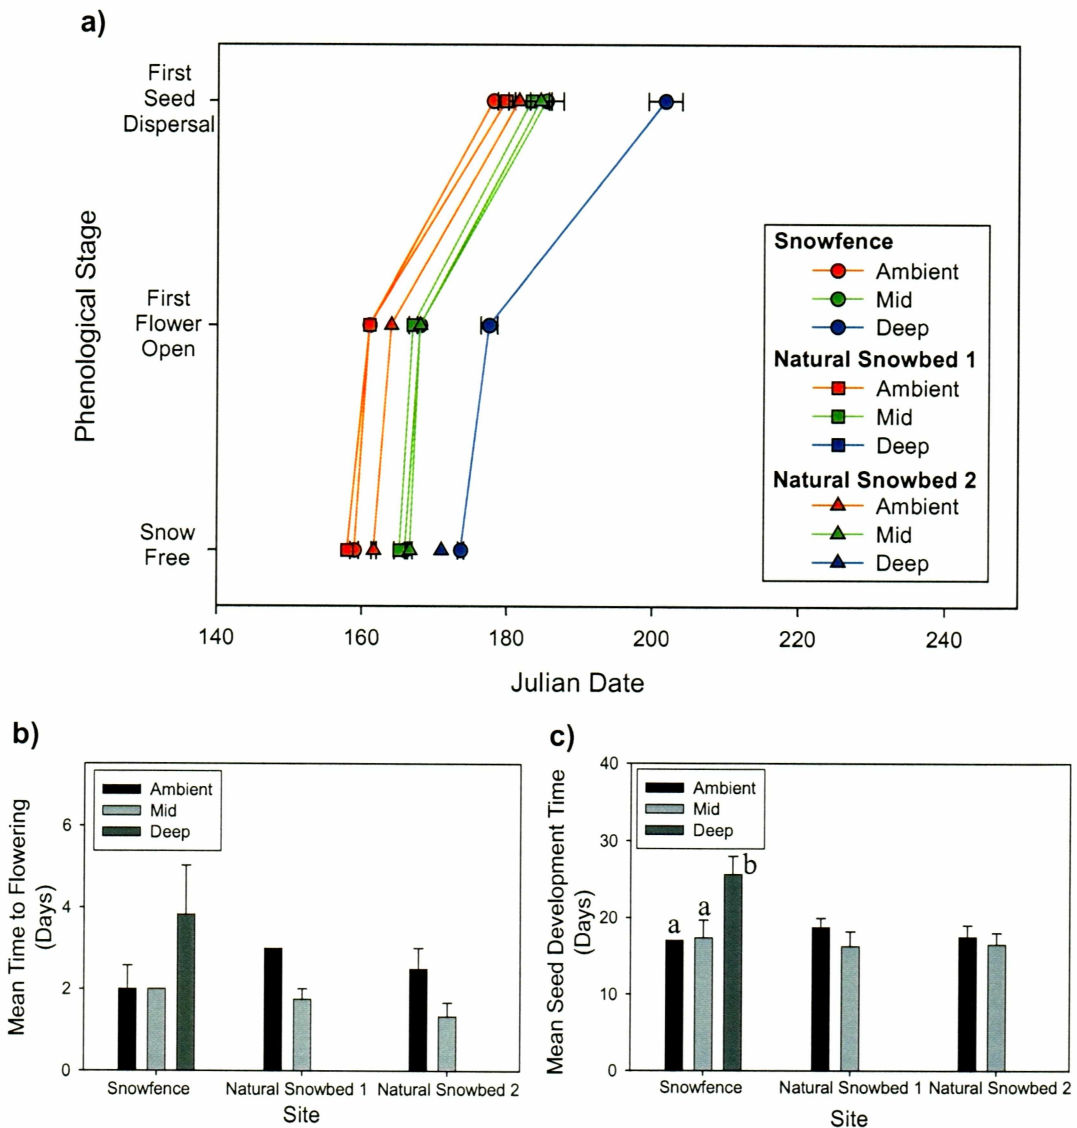 a)
First
Seed
Dispersal
First
Flower
Open
Snow
Free
Phenological Stage
Snowfence
Ambient
Mid
Deep
Natural Snowbed 1
Ambient
Mid
Deep
Natural Snowbed 2
Ambient
Mid
Deep
140 160 180 200 220 240
Julian Date
b)
Mean Time to Flowering
(Days)
6
4
2
0
Ambient
Mid
Deep
Snowfence Natural Snowbed 1 Natural Snowbed 2
Site
c)
Mean Seed Development Time
(Days)
40
30
20
10
0
Ambient
Mid
Deep
a a b
Snowfence Natural Snowbed 1 Natural Snowbed 2
Site